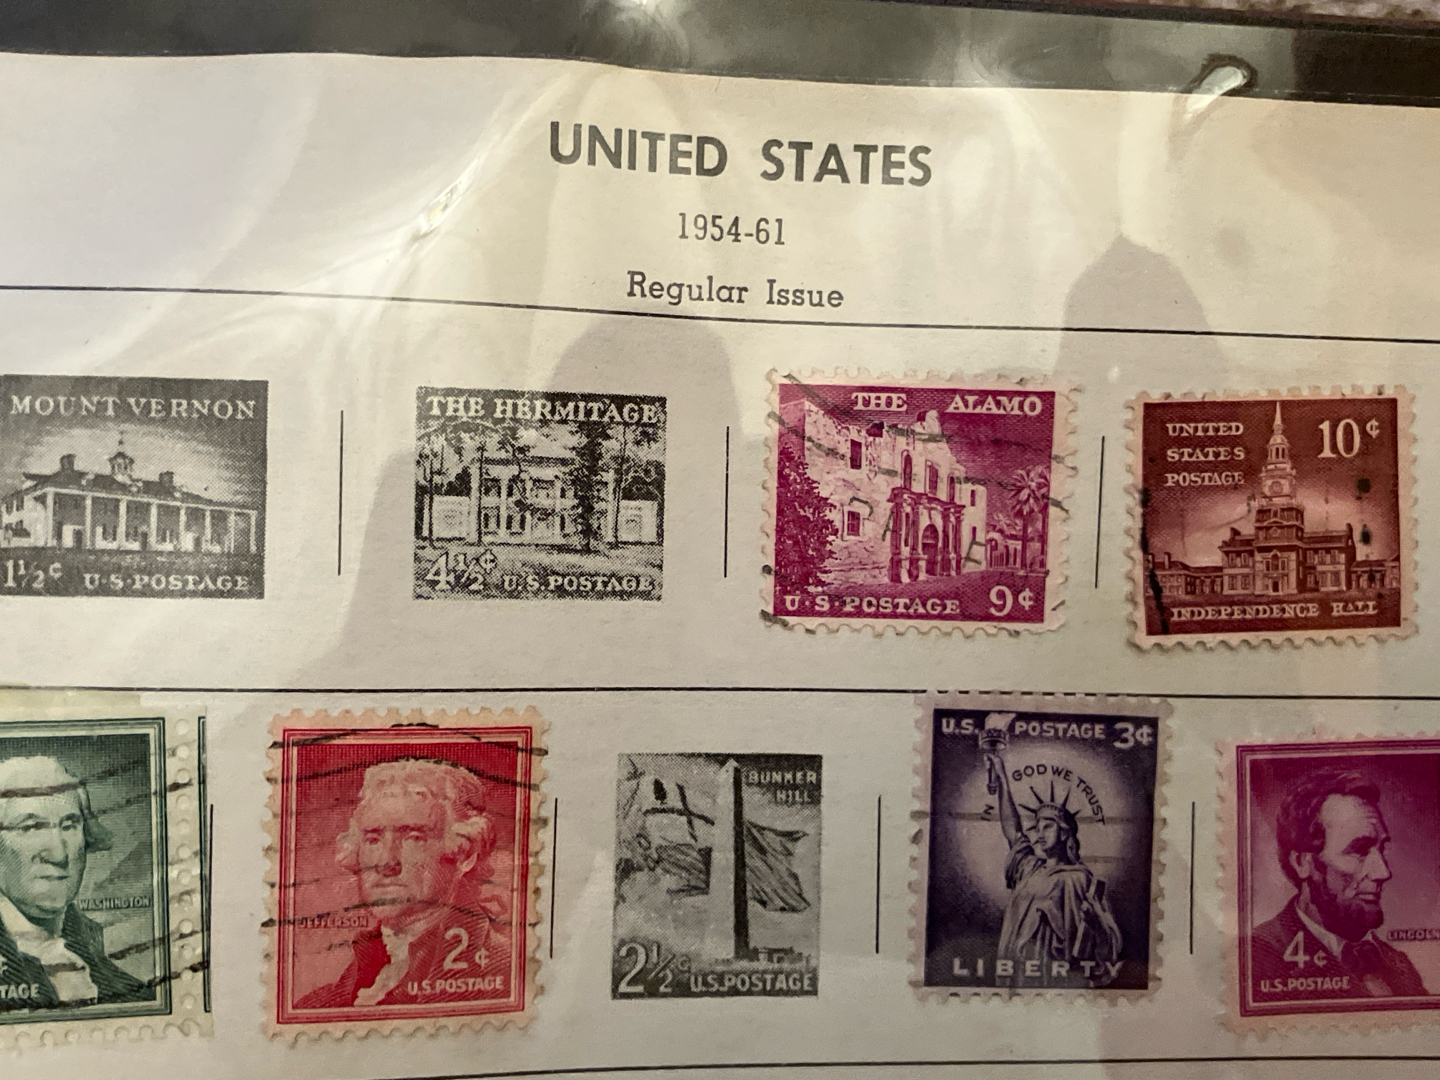 UNITED STATES
1954-61
Regular Issue
MOUNT VERNON
1½¢ U·S·POSTAGE
THE HERMITAGE
4½¢ U.S.POSTAGE
THE ALAMO
U·S·POSTAGE 9¢
UNITED
STATES
POSTAGE
10¢
INDEPENDENCE HALL
WASHINGTON
JEFFERSON
2¢
U.S.POSTAGE
BUNKER
HILL
2½¢ U.S.POSTAGE
U.S. POSTAGE 3¢
IN GOD WE TRUST
LIBERTY
LINCOLN
4¢
U.S.POSTAGE